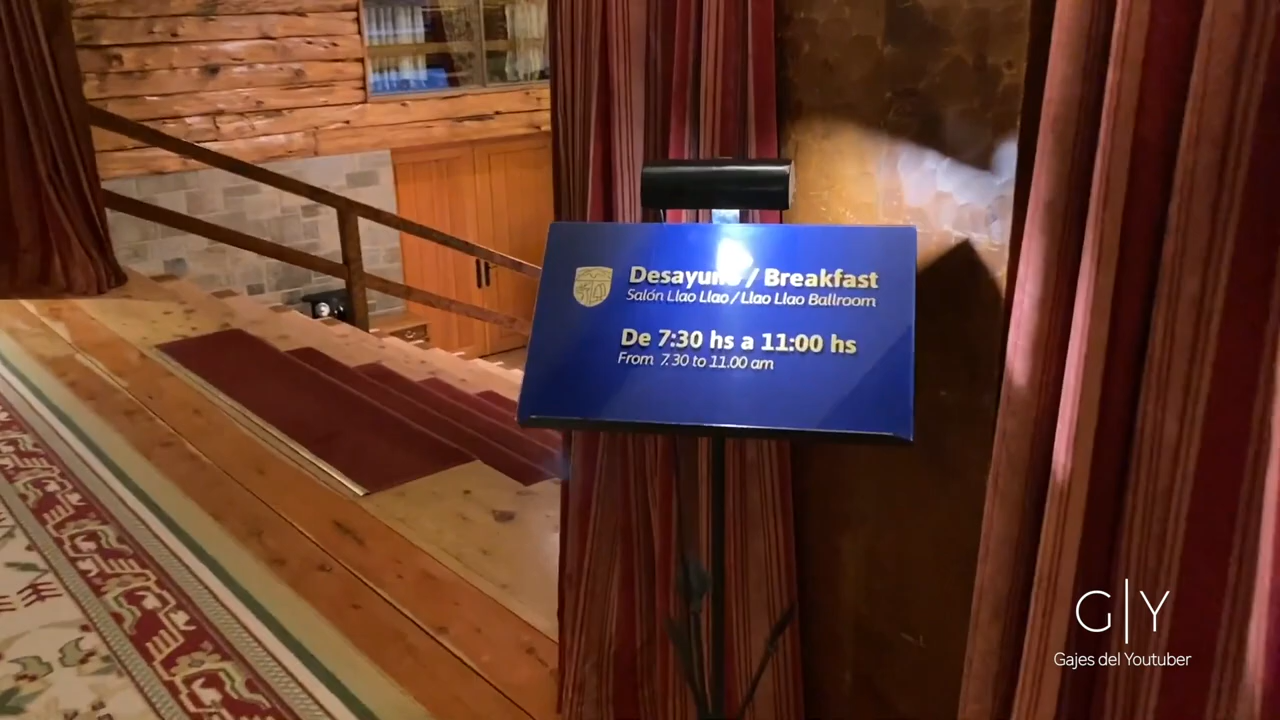 Desayuno / Breakfast
Salón Llao Llao / Llao Llao Ballroom
De 7:30 hs a 11:00 hs
From 7.30 to 11.00 am
G|Y
Gajes del Youtuber